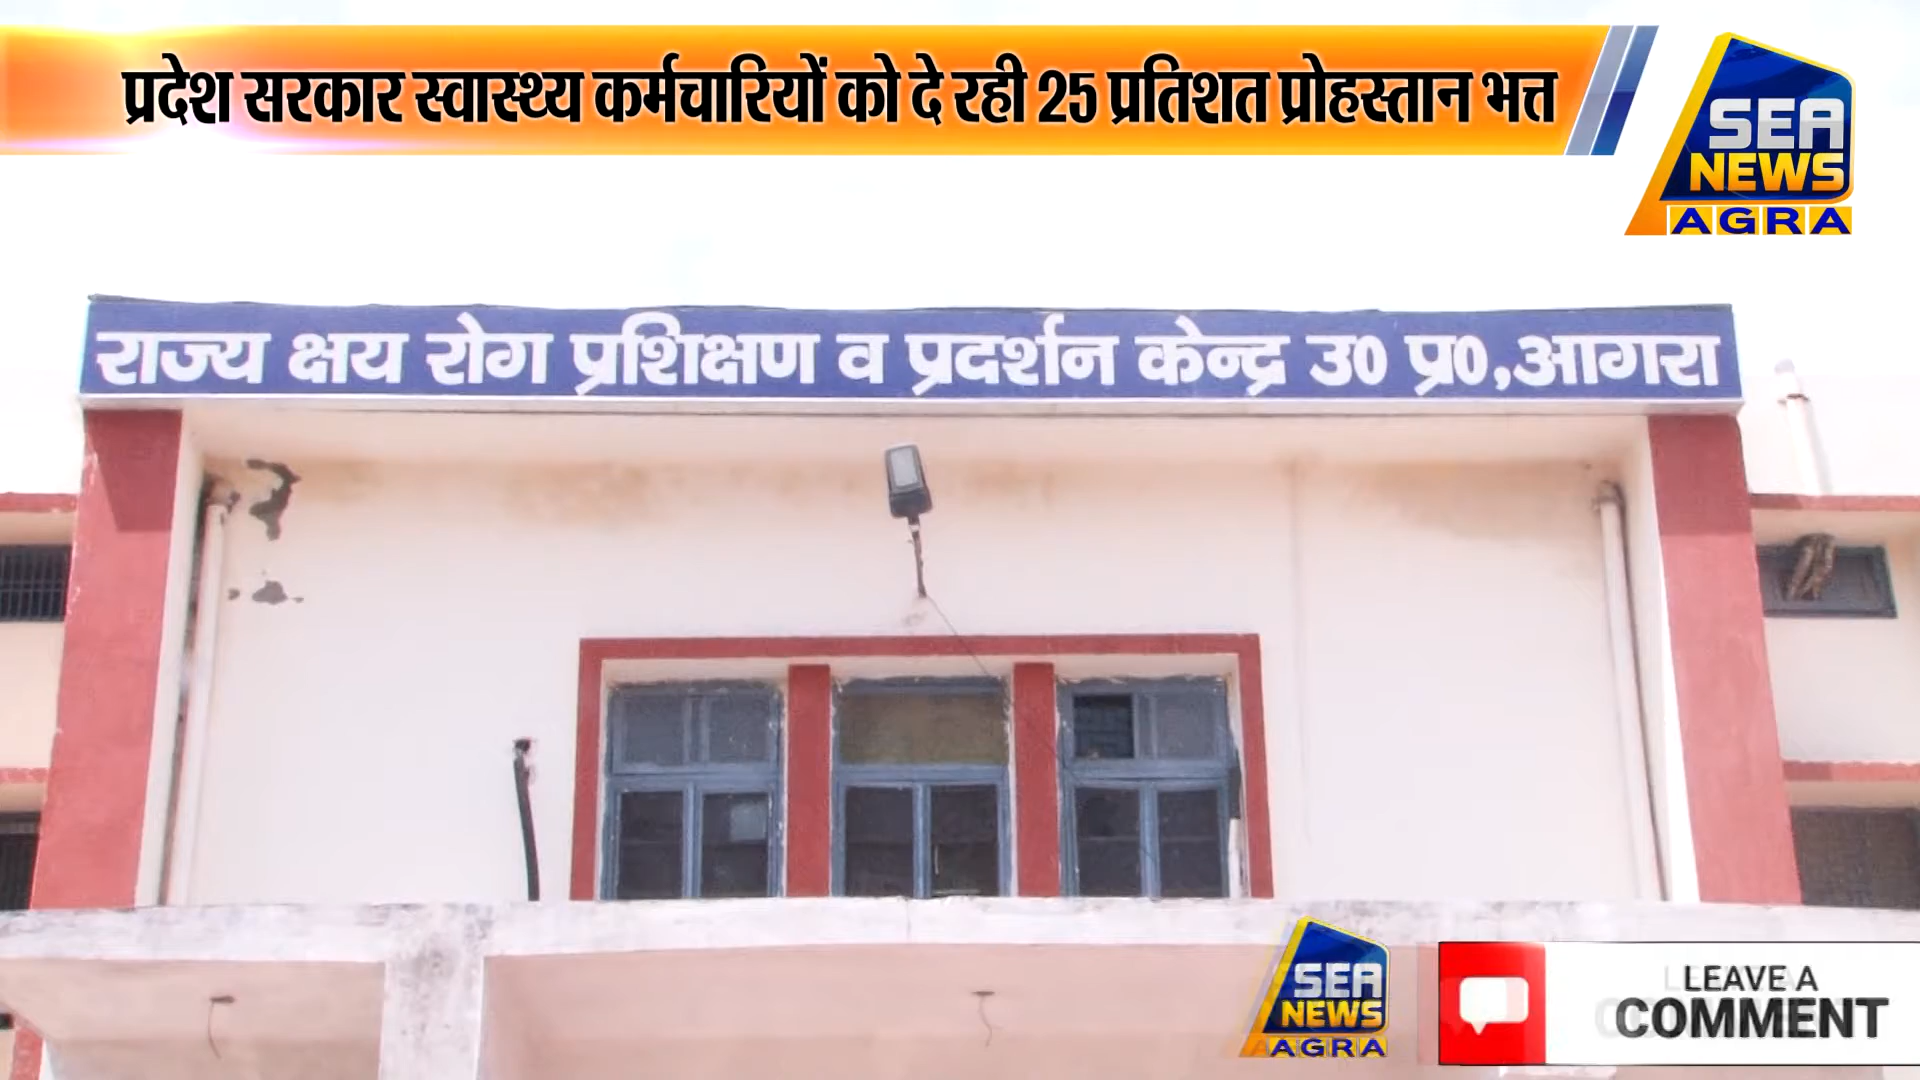 प्रदेश सरकार स्वास्थ्य कर्मचारियों को दे रही 25 प्रतिशत प्रोहस्तान भत्त
SEA
NEWS
AGRA
राज्य क्षय रोग प्रशिक्षण व प्रदर्शन केन्द्र उ0 प्र0,आगरा
SEA
NEWS
AGRA
LEAVE A
COMMENT